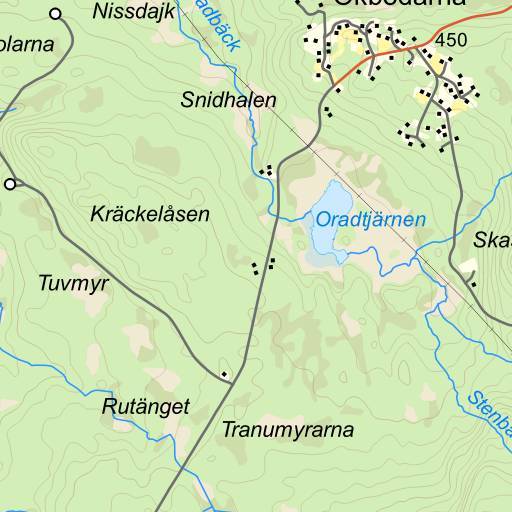 Nissdajk
450
Snidhalen
Kräckelåsen
Oradtjärnen
Tuvmyr
Rutänget
Tranumyrarna